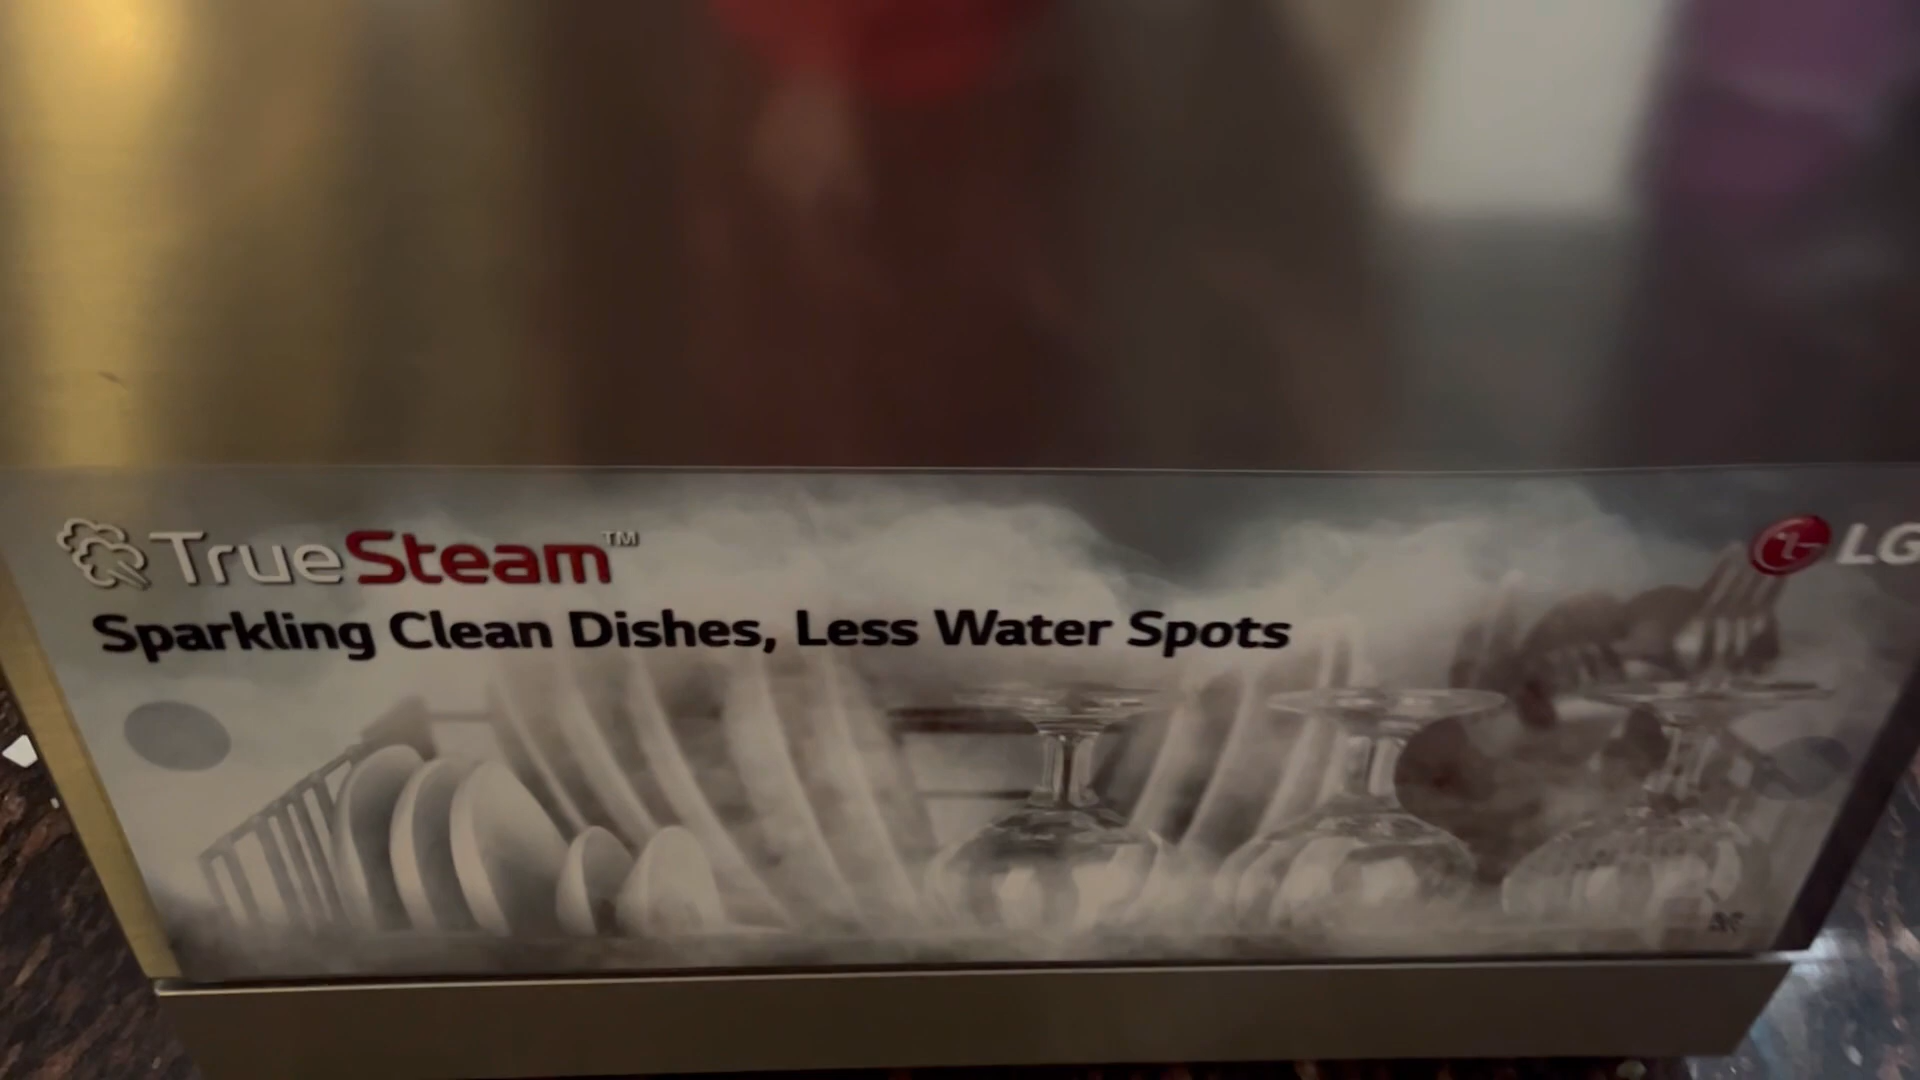 TrueSteam™
LG
Sparkling Clean Dishes, Less Water Spots